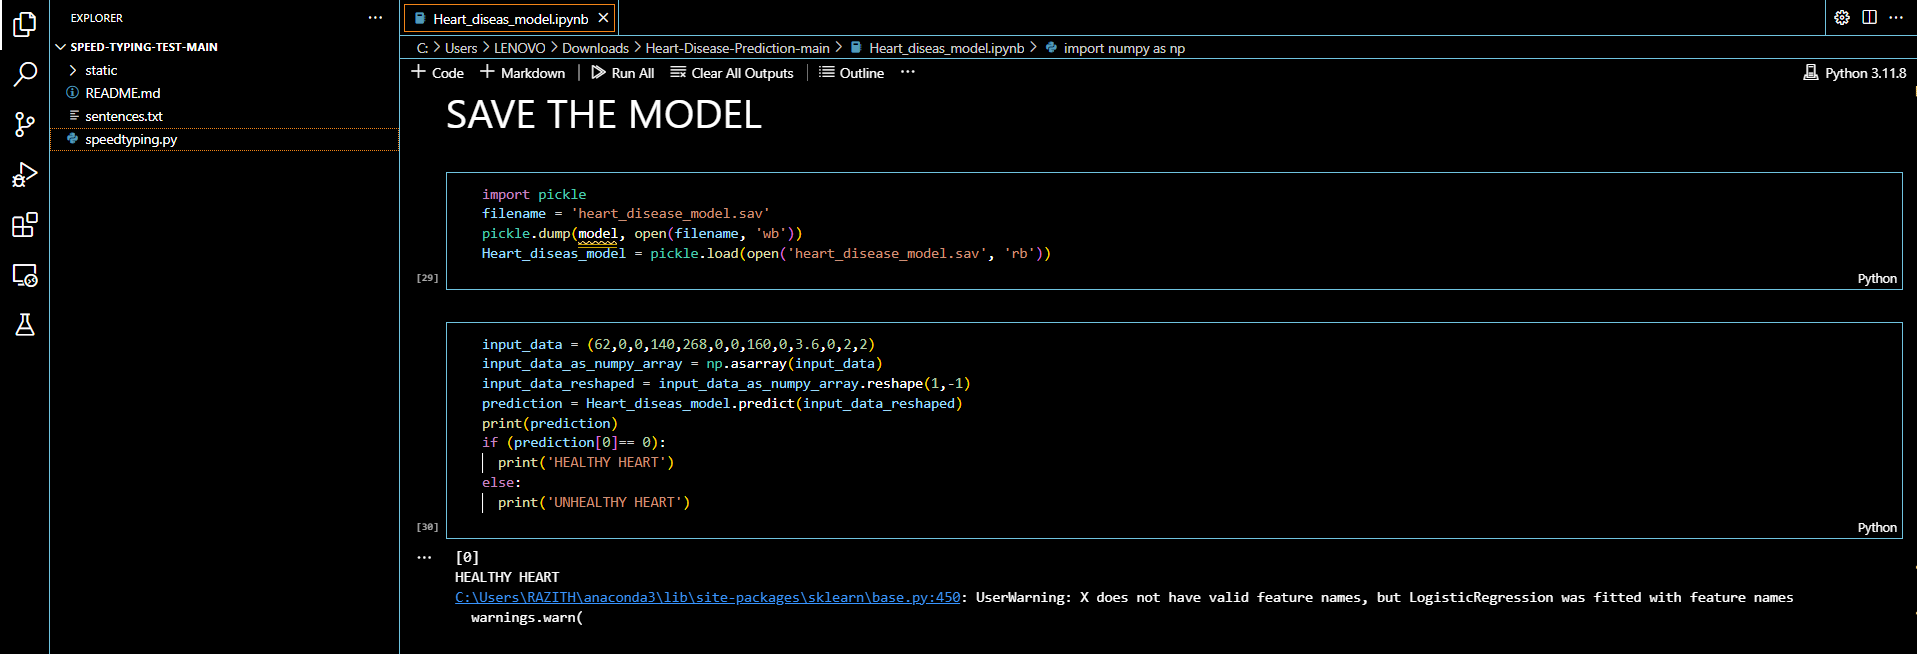 EXPLORER
SPEED-TYPING-TEST-MAIN
static
README.md
sentences.txt
speedtyping.py
Heart_diseas_model.ipynb
C: > Users > LENOVO > Downloads > Heart-Disease-Prediction-main > Heart_diseas_model.ipynb > import numpy as np
+ Code + Markdown | Run All Clear All Outputs | Outline ... Python 3.11.8
SAVE THE MODEL
import pickle
filename = 'heart_disease_model.sav'
pickle.dump(model, open(filename, 'wb'))
Heart_diseas_model = pickle.load(open('heart_disease_model.sav', 'rb'))
[29] Python
input_data = (62,0,0,140,268,0,0,160,0,3.6,0,2,2)
input_data_as_numpy_array = np.asarray(input_data)
input_data_reshaped = input_data_as_numpy_array.reshape(1,-1)
prediction = Heart_diseas_model.predict(input_data_reshaped)
print(prediction)
if (prediction[0]== 0):
  print('HEALTHY HEART')
else:
  print('UNHEALTHY HEART')
[30] Python
... [0]
HEALTHY HEART
C:\Users\RAZITH\anaconda3\lib\site-packages\sklearn\base.py:450: UserWarning: X does not have valid feature names, but LogisticRegression was fitted with feature names
  warnings.warn(